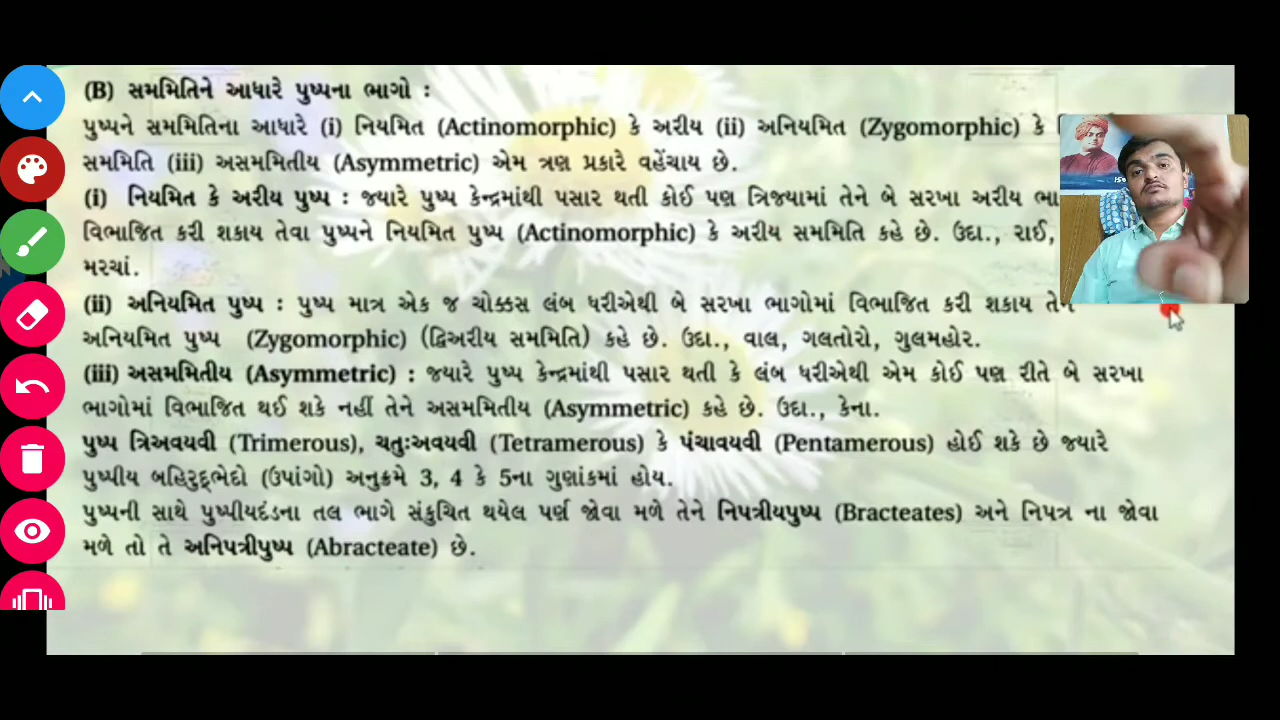 (B) સમમિતિને આધારે પુષ્પના ભાગો :
પુષ્પને સમમિતિના આધારે (i) નિયમિત (Actinomorphic) કે અરીય (ii) અનિયમિત (Zygomorphic) કે
સમમિતિ (iii) અસમમિતીય (Asymmetric) એમ ત્રણ પ્રકારે વહેંચાય છે.
(i) નિયમિત કે અરીય પુષ્પ : જ્યારે પુષ્પ કેન્દ્રમાંથી પસાર થતી કોઈ પણ ત્રિજ્યામાં તેને બે સરખા અરીય ભા
વિભાજિત કરી શકાય તેવા પુષ્પને નિયમિત પુષ્પ (Actinomorphic) કે અરીય સમમિતિ કહે છે. ઉદા., રાઈ,
મરચાં.
(ii) અનિયમિત પુષ્પ : પુષ્પ માત્ર એક જ ચોક્કસ લંબ ધરીએથી બે સરખા ભાગોમાં વિભાજિત કરી શકાય તેને
અનિયમિત પુષ્પ (Zygomorphic) (દ્વિઅરીય સમમિતિ) કહે છે. ઉદા., વાલ, ગલતોરો, ગુલમહોર.
(iii) અસમમિતીય (Asymmetric) : જ્યારે પુષ્પ કેન્દ્રમાંથી પસાર થતી કે લંબ ધરીએથી એમ કોઈ પણ રીતે બે સરખા
ભાગોમાં વિભાજિત થઈ શકે નહીં તેને અસમમિતીય (Asymmetric) કહે છે. ઉદા., કેના.
પુષ્પ ત્રિઅવયવી (Trimerous), ચતુઃઅવયવી (Tetramerous) કે પંચાવયવી (Pentamerous) હોઈ શકે છે જ્યારે
પુષ્પીય બહિરુદ્ભેદો (ઉપાંગો) અનુક્રમે 3, 4 કે 5ના ગુણાંકમાં હોય.
પુષ્પની સાથે પુષ્પીયદંડના તલ ભાગે સંકુચિત થયેલ પર્ણ જોવા મળે તેને નિપત્રીયપુષ્પ (Bracteates) અને નિપત્ર ના જોવા
મળે તો તે અનિપત્રીપુષ્પ (Abracteate) છે.